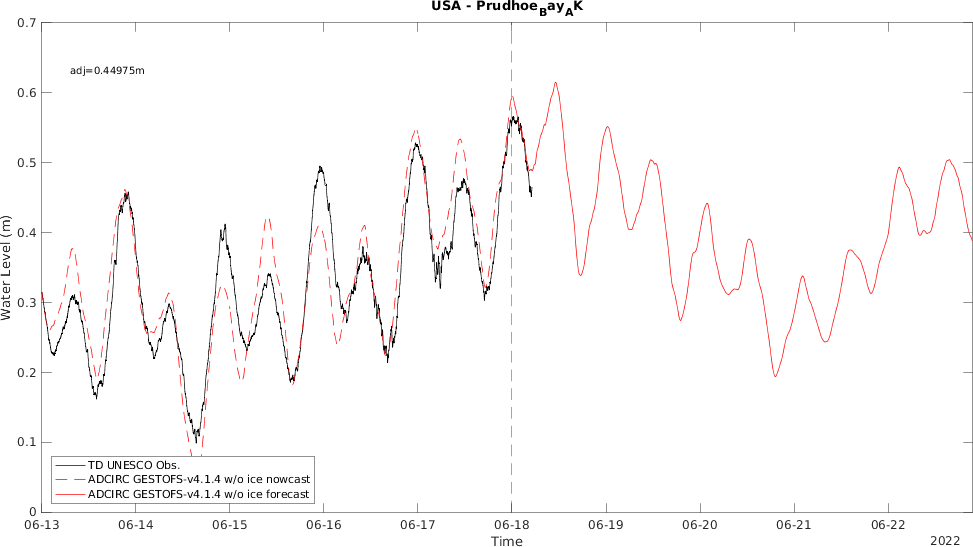 USA - PrudhoeBayAK
0.7
adj=0.44975m
0.6
0.5
0.4
0.3
0.2
0.1
0
Water Level (m)
TD UNESCO Obs.
ADCIRC GESTOFS-v4.1.4 w/o ice nowcast
ADCIRC GESTOFS-v4.1.4 w/o ice forecast
06-13 06-14 06-15 06-16 06-17 06-18 06-19 06-20 06-21 06-22
Time
2022